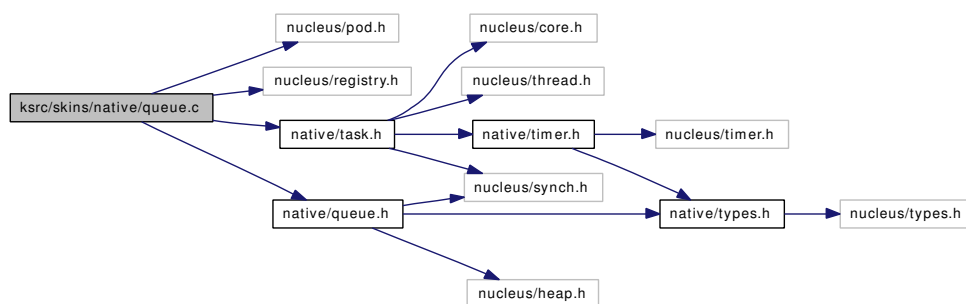 nucleus/pod.h
nucleus/core.h
nucleus/registry.h
nucleus/thread.h
ksrc/skins/native/queue.c
native/task.h
native/timer.h
nucleus/timer.h
nucleus/synch.h
native/queue.h
native/types.h
nucleus/types.h
nucleus/heap.h